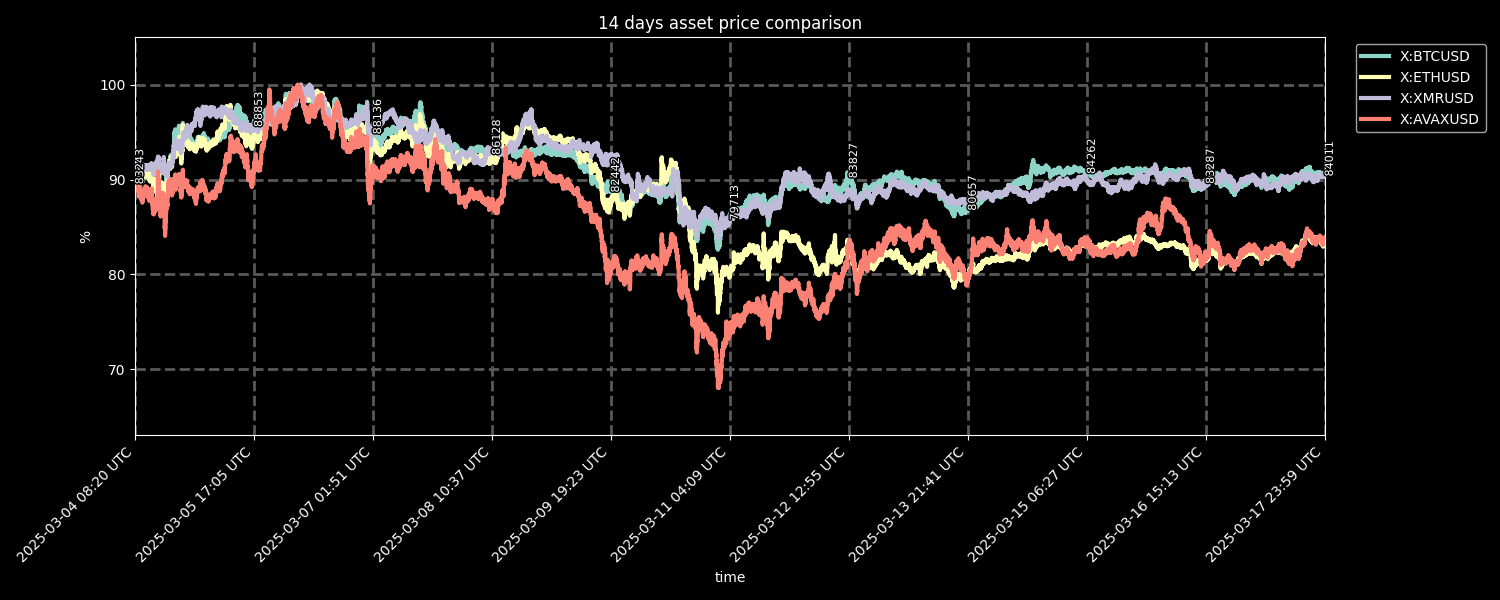 14 days asset price comparison
X:BTCUSD
X:ETHUSD
X:XMRUSD
X:AVAXUSD
100
90
80
70
%
83243
88853
88136
86128
82442
79713
83827
80657
84262
83287
84011
2025-03-04 08:20 UTC
2025-03-05 17:05 UTC
2025-03-07 01:51 UTC
2025-03-08 10:37 UTC
2025-03-09 19:23 UTC
2025-03-11 04:09 UTC
2025-03-12 12:55 UTC
2025-03-13 21:41 UTC
2025-03-15 06:27 UTC
2025-03-16 15:13 UTC
2025-03-17 23:59 UTC
time